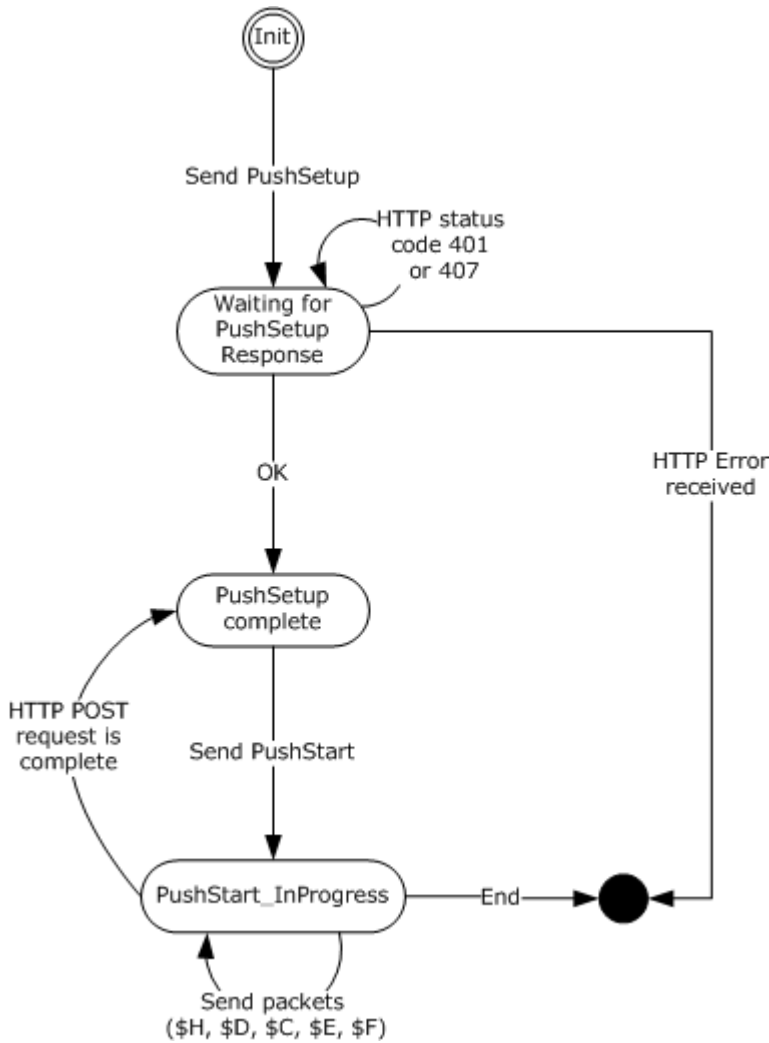 Init
Send PushSetup
HTTP status
code 401
or 407
Waiting for
PushSetup
Response
HTTP Error
received
OK
PushSetup
complete
HTTP POST
request is
complete
Send PushStart
PushStart_InProgress
End
Send packets
($H, $D, $C, $E, $F)